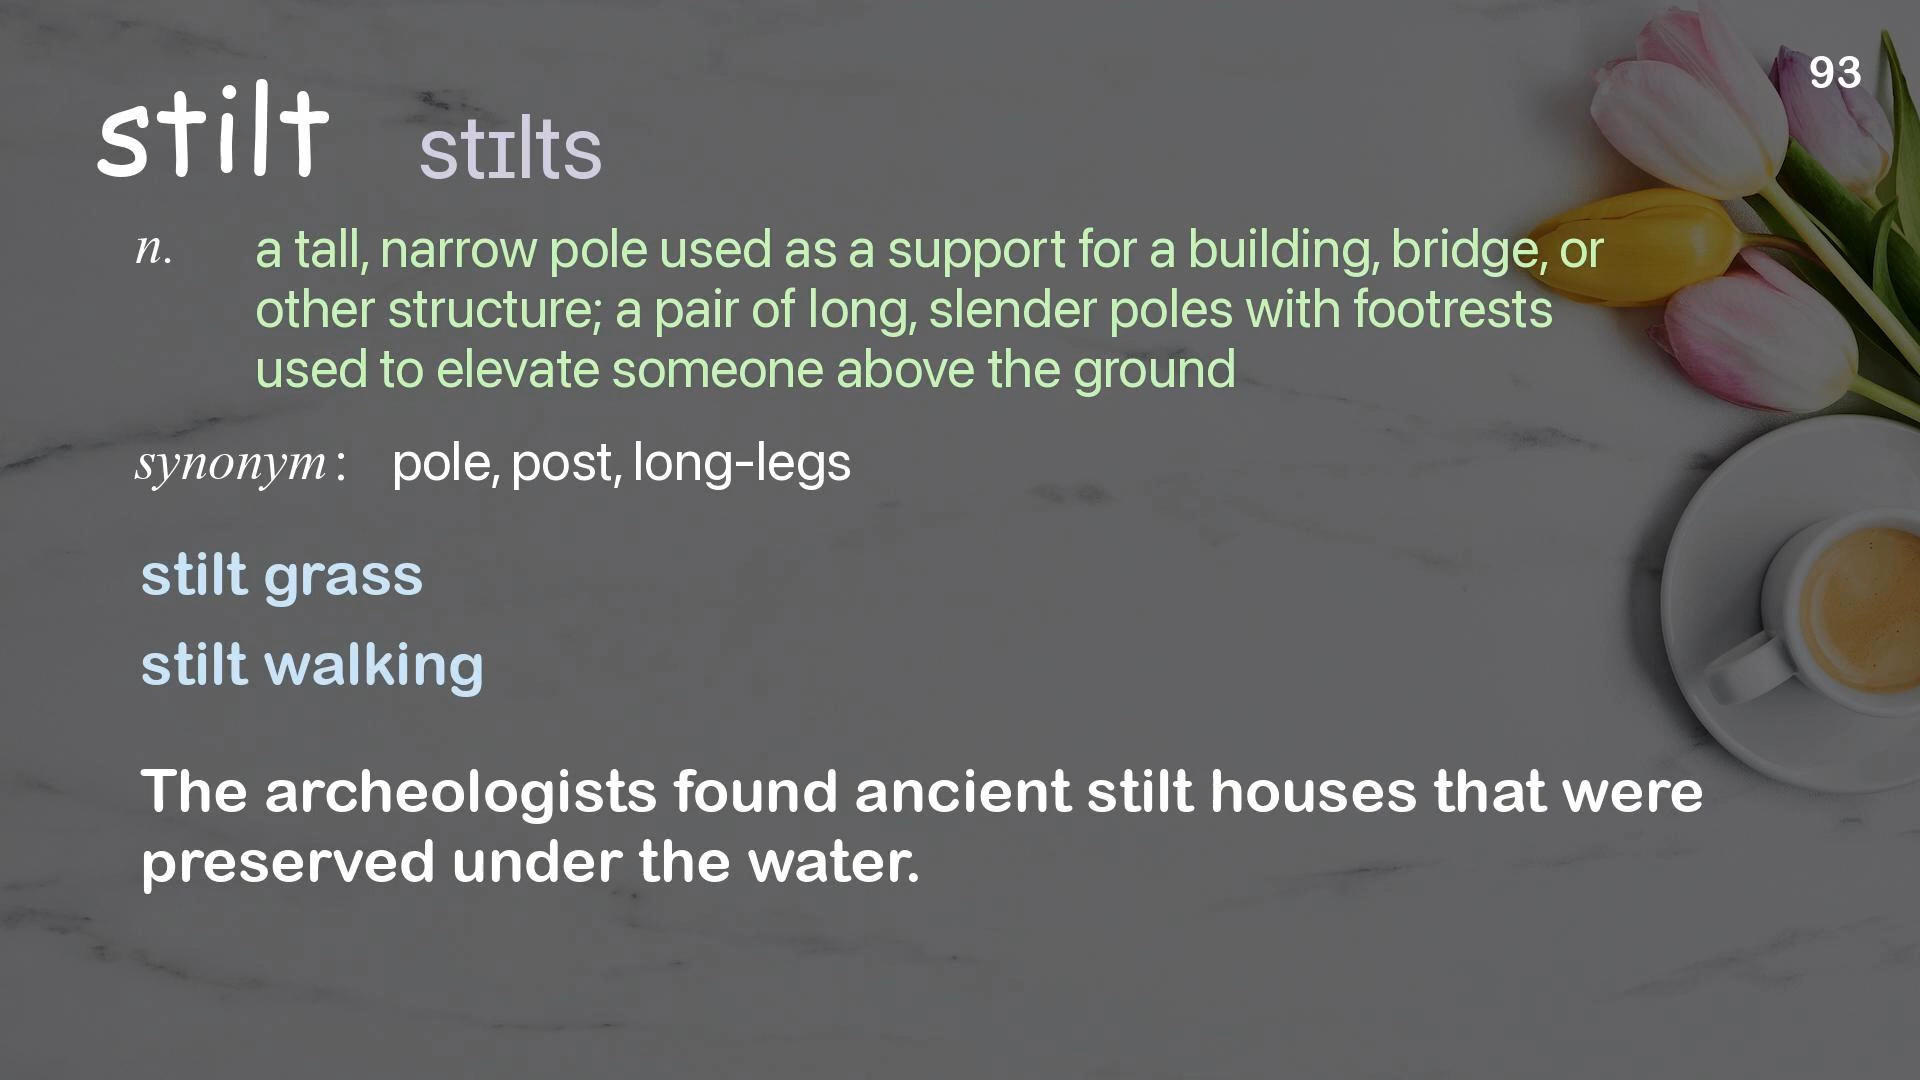 93
stilt stɪlts
n. a tall, narrow pole used as a support for a building, bridge, or
other structure; a pair of long, slender poles with footrests
used to elevate someone above the ground
synonym: pole, post, long-legs
stilt grass
stilt walking
The archeologists found ancient stilt houses that were
preserved under the water.